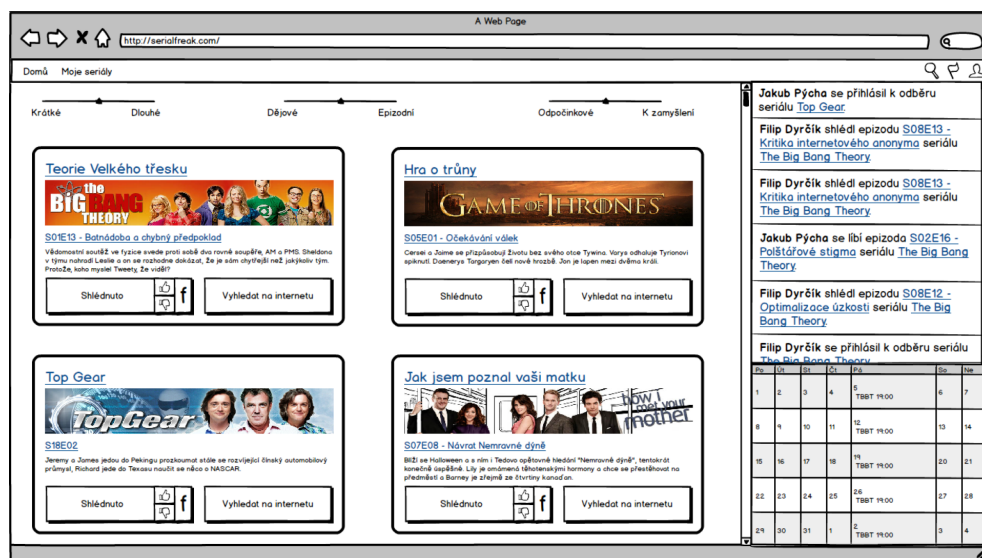 A Web Page
http://serialfreak.com/
Domů Moje seriály
Krátké Dlouhé Dějové Epizodní Odpočinkové K zamyšlení
Teorie Velkého třesku
the
BIG BANG
THEORY
S01E13 - Batnádoba a chybný předpoklad
Vědomostní soutěž ve fyzice svede proti sobě dva rovné soupeře, AM a PMS. Sheldona
v týmu nahradí Leslie a on se rozhodne dokázat, že je sám chytřejší než jakýkoliv tým.
Protože, koho myslel Tweety, že viděl?
Shlédnuto f Vyhledat na internetu
Hra o trůny
GAME OF THRONES
S05E01 - Očekávání válek
Cersei a Jaime se přizpůsobují životu bez svého otce Tywina. Varys odhaluje Tyrionovi
spiknutí. Daenerys Targaryen čelí nové hrozbě. Jon je lapen mezi dvěma králi.
Shlédnuto f Vyhledat na internetu
Top Gear
TopGear
S18E02
Jeremy a James jedou do Pekingu prozkoumat stále se rozvíjející čínský automobilový
průmysl, Richard jede do Texasu naučit se něco o NASCAR.
Shlédnuto f Vyhledat na internetu
Jak jsem poznal vaši matku
how I
met your
mother
S07E08 - Návrat Nemravné dýně
Blíží se Halloween a s ním i Tedovo opětovné hledání "Nemravné dýně", tentokrát
konečně úspěšné. Lily je omámená těhotenskými hormony a chce se přestěhovat na
předměstí a Barney je zřejmě ze čtvrtiny kanaďan.
Shlédnuto f Vyhledat na internetu
Jakub Pýcha se přihlásil k odběru
seriálu Top Gear.
Filip Dyrčík shlédl epizodu S08E13 -
Kritika internetového anonyma seriálu
The Big Bang Theory.
Filip Dyrčík shlédl epizodu S08E13 -
Kritika internetového anonyma seriálu
The Big Bang Theory.
Jakub Pýcha se líbí epizoda S02E16 -
Polštářové stigma seriálu The Big Bang
Theory.
Filip Dyrčík shlédl epizodu S08E12 -
Optimalizace úzkosti seriálu The Big
Bang Theory.
Filip Dyrčík se přihlásil k odběru seriálu
The Big Bang Theory.
Po Út St Čt Pá So Ne
1 2 3 4 5 6 7
TBBT 19:00
8 9 10 11 12 13 14
TBBT 19:00
15 16 17 18 19 20 21
TBBT 19:00
22 23 24 25 26 27 28
TBBT 19:00
29 30 31 1 2 3 4
TBBT 19:00